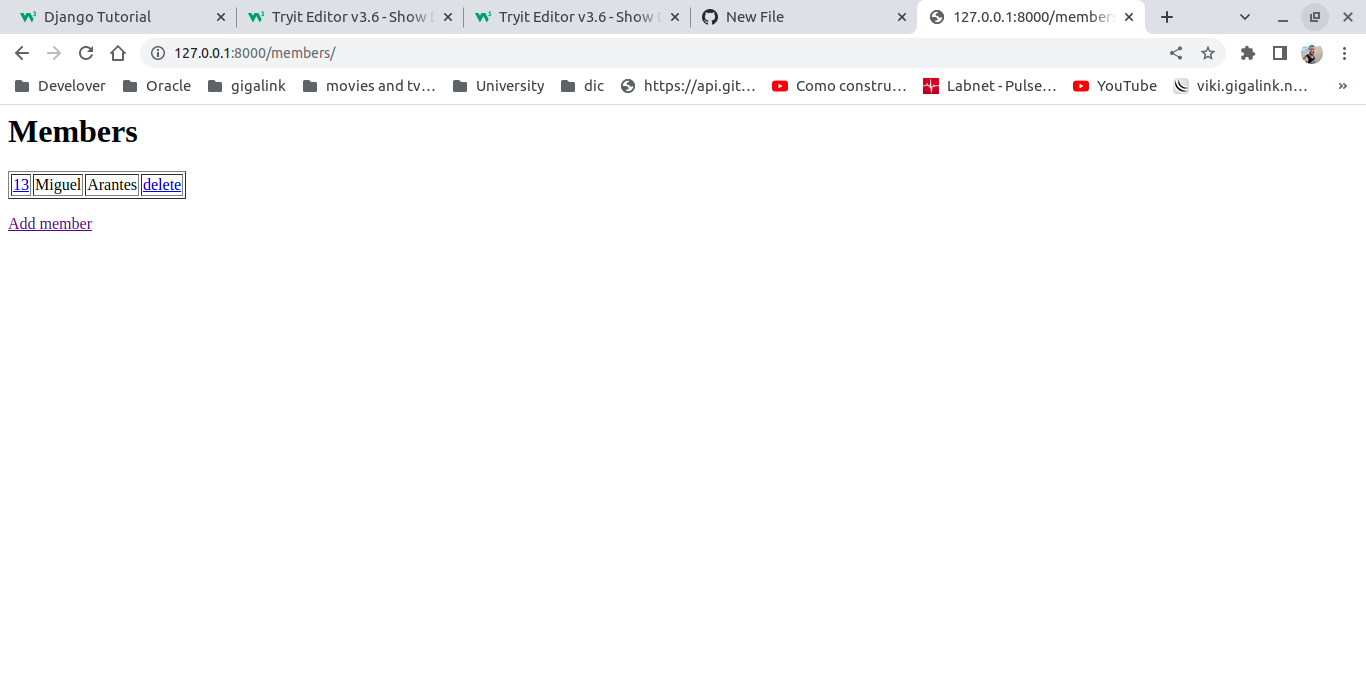 Django Tutorial Tryit Editor v3.6 - Show D Tryit Editor v3.6 - Show D New File 127.0.0.1:8000/members
127.0.0.1:8000/members/
Develover Oracle gigalink movies and tv… University dic https://api.git… Como constru… Labnet - Pulse… YouTube viki.gigalink.n… »
Members
13 Miguel Arantes delete
Add member